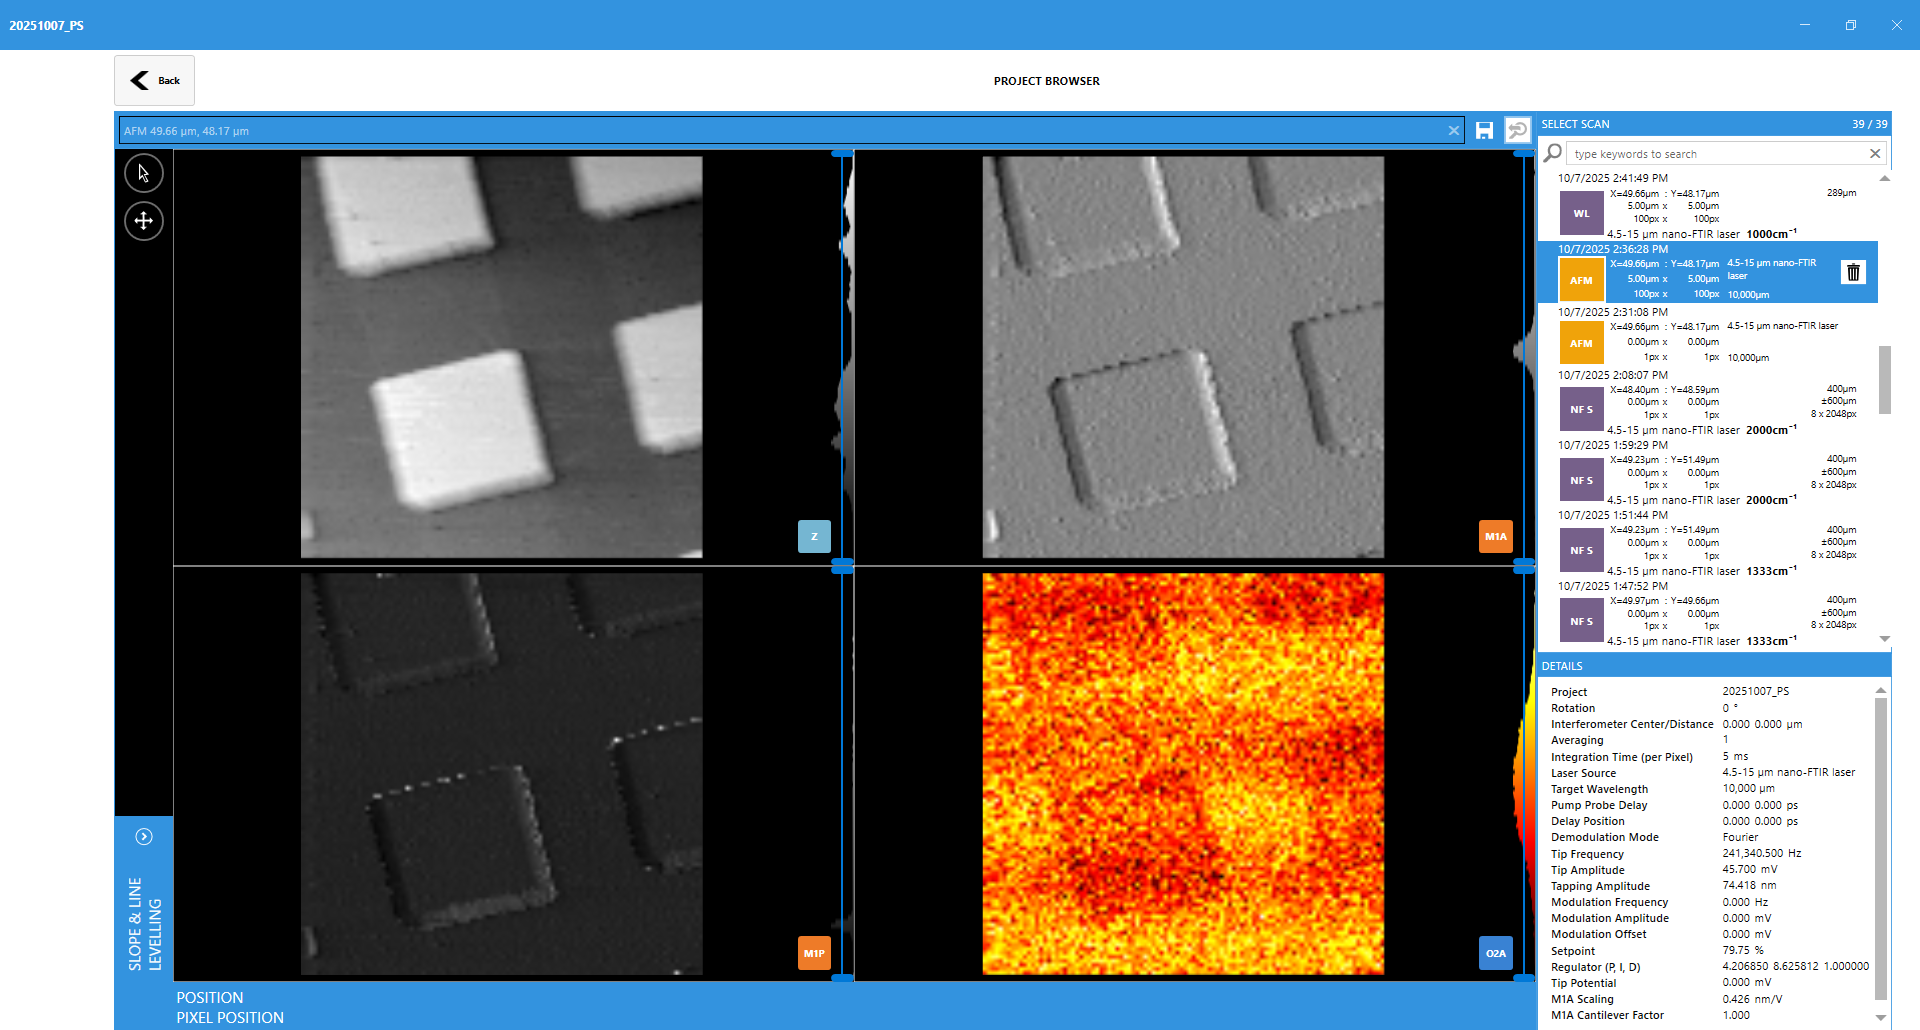 20251007_PS
Back
PROJECT BROWSER
AFM 49.66 µm, 48.17 µm
SELECT SCAN 39 / 39
type keywords to search
10/7/2025 2:41:49 PM
WL
X=49.66µm : Y=48.17µm 289µm
5.00µm x 5.00µm
100px x 100px
4.5-15 µm nano-FTIR laser 1000cm⁻¹
10/7/2025 2:36:28 PM
AFM
X=49.66µm : Y=48.17µm 4.5-15 µm nano-FTIR laser
5.00µm x 5.00µm
100px x 100px 10,000µm
10/7/2025 2:31:08 PM
AFM
X=49.66µm : Y=48.17µm 4.5-15 µm nano-FTIR laser
0.00µm x 0.00µm
1px x 1px 10,000µm
10/7/2025 2:08:07 PM
NF S
X=48.40µm : Y=48.59µm 400µm
0.00µm x 0.00µm ±600µm
1px x 1px 8 x 2048px
4.5-15 µm nano-FTIR laser 2000cm⁻¹
10/7/2025 1:59:29 PM
NF S
X=49.23µm : Y=51.49µm 400µm
0.00µm x 0.00µm ±600µm
1px x 1px 8 x 2048px
4.5-15 µm nano-FTIR laser 2000cm⁻¹
10/7/2025 1:51:44 PM
NF S
X=49.23µm : Y=51.49µm 400µm
0.00µm x 0.00µm ±600µm
1px x 1px 8 x 2048px
4.5-15 µm nano-FTIR laser 1333cm⁻¹
10/7/2025 1:47:52 PM
NF S
X=49.97µm : Y=49.66µm 400µm
0.00µm x 0.00µm ±600µm
1px x 1px 8 x 2048px
4.5-15 µm nano-FTIR laser 1333cm⁻¹
Z
M1A
M1P
O2A
SLOPE & LINE
LEVELLING
POSITION
PIXEL POSITION
DETAILS
Project 20251007_PS
Rotation 0 °
Interferometer Center/Distance 0.000 0.000 µm
Averaging 1
Integration Time (per Pixel) 5 ms
Laser Source 4.5-15 µm nano-FTIR laser
Target Wavelength 10,000 µm
Pump Probe Delay 0.000 0.000 ps
Delay Position 0.000 0.000 ps
Demodulation Mode Fourier
Tip Frequency 241,340.500 Hz
Tip Amplitude 45.700 mV
Tapping Amplitude 74.418 nm
Modulation Frequency 0.000 Hz
Modulation Amplitude 0.000 mV
Modulation Offset 0.000 mV
Setpoint 79.75 %
Regulator (P, I, D) 4.206850 8.625812 1.000000
Tip Potential 0.000 mV
M1A Scaling 0.426 nm/V
M1A Cantilever Factor 1.000